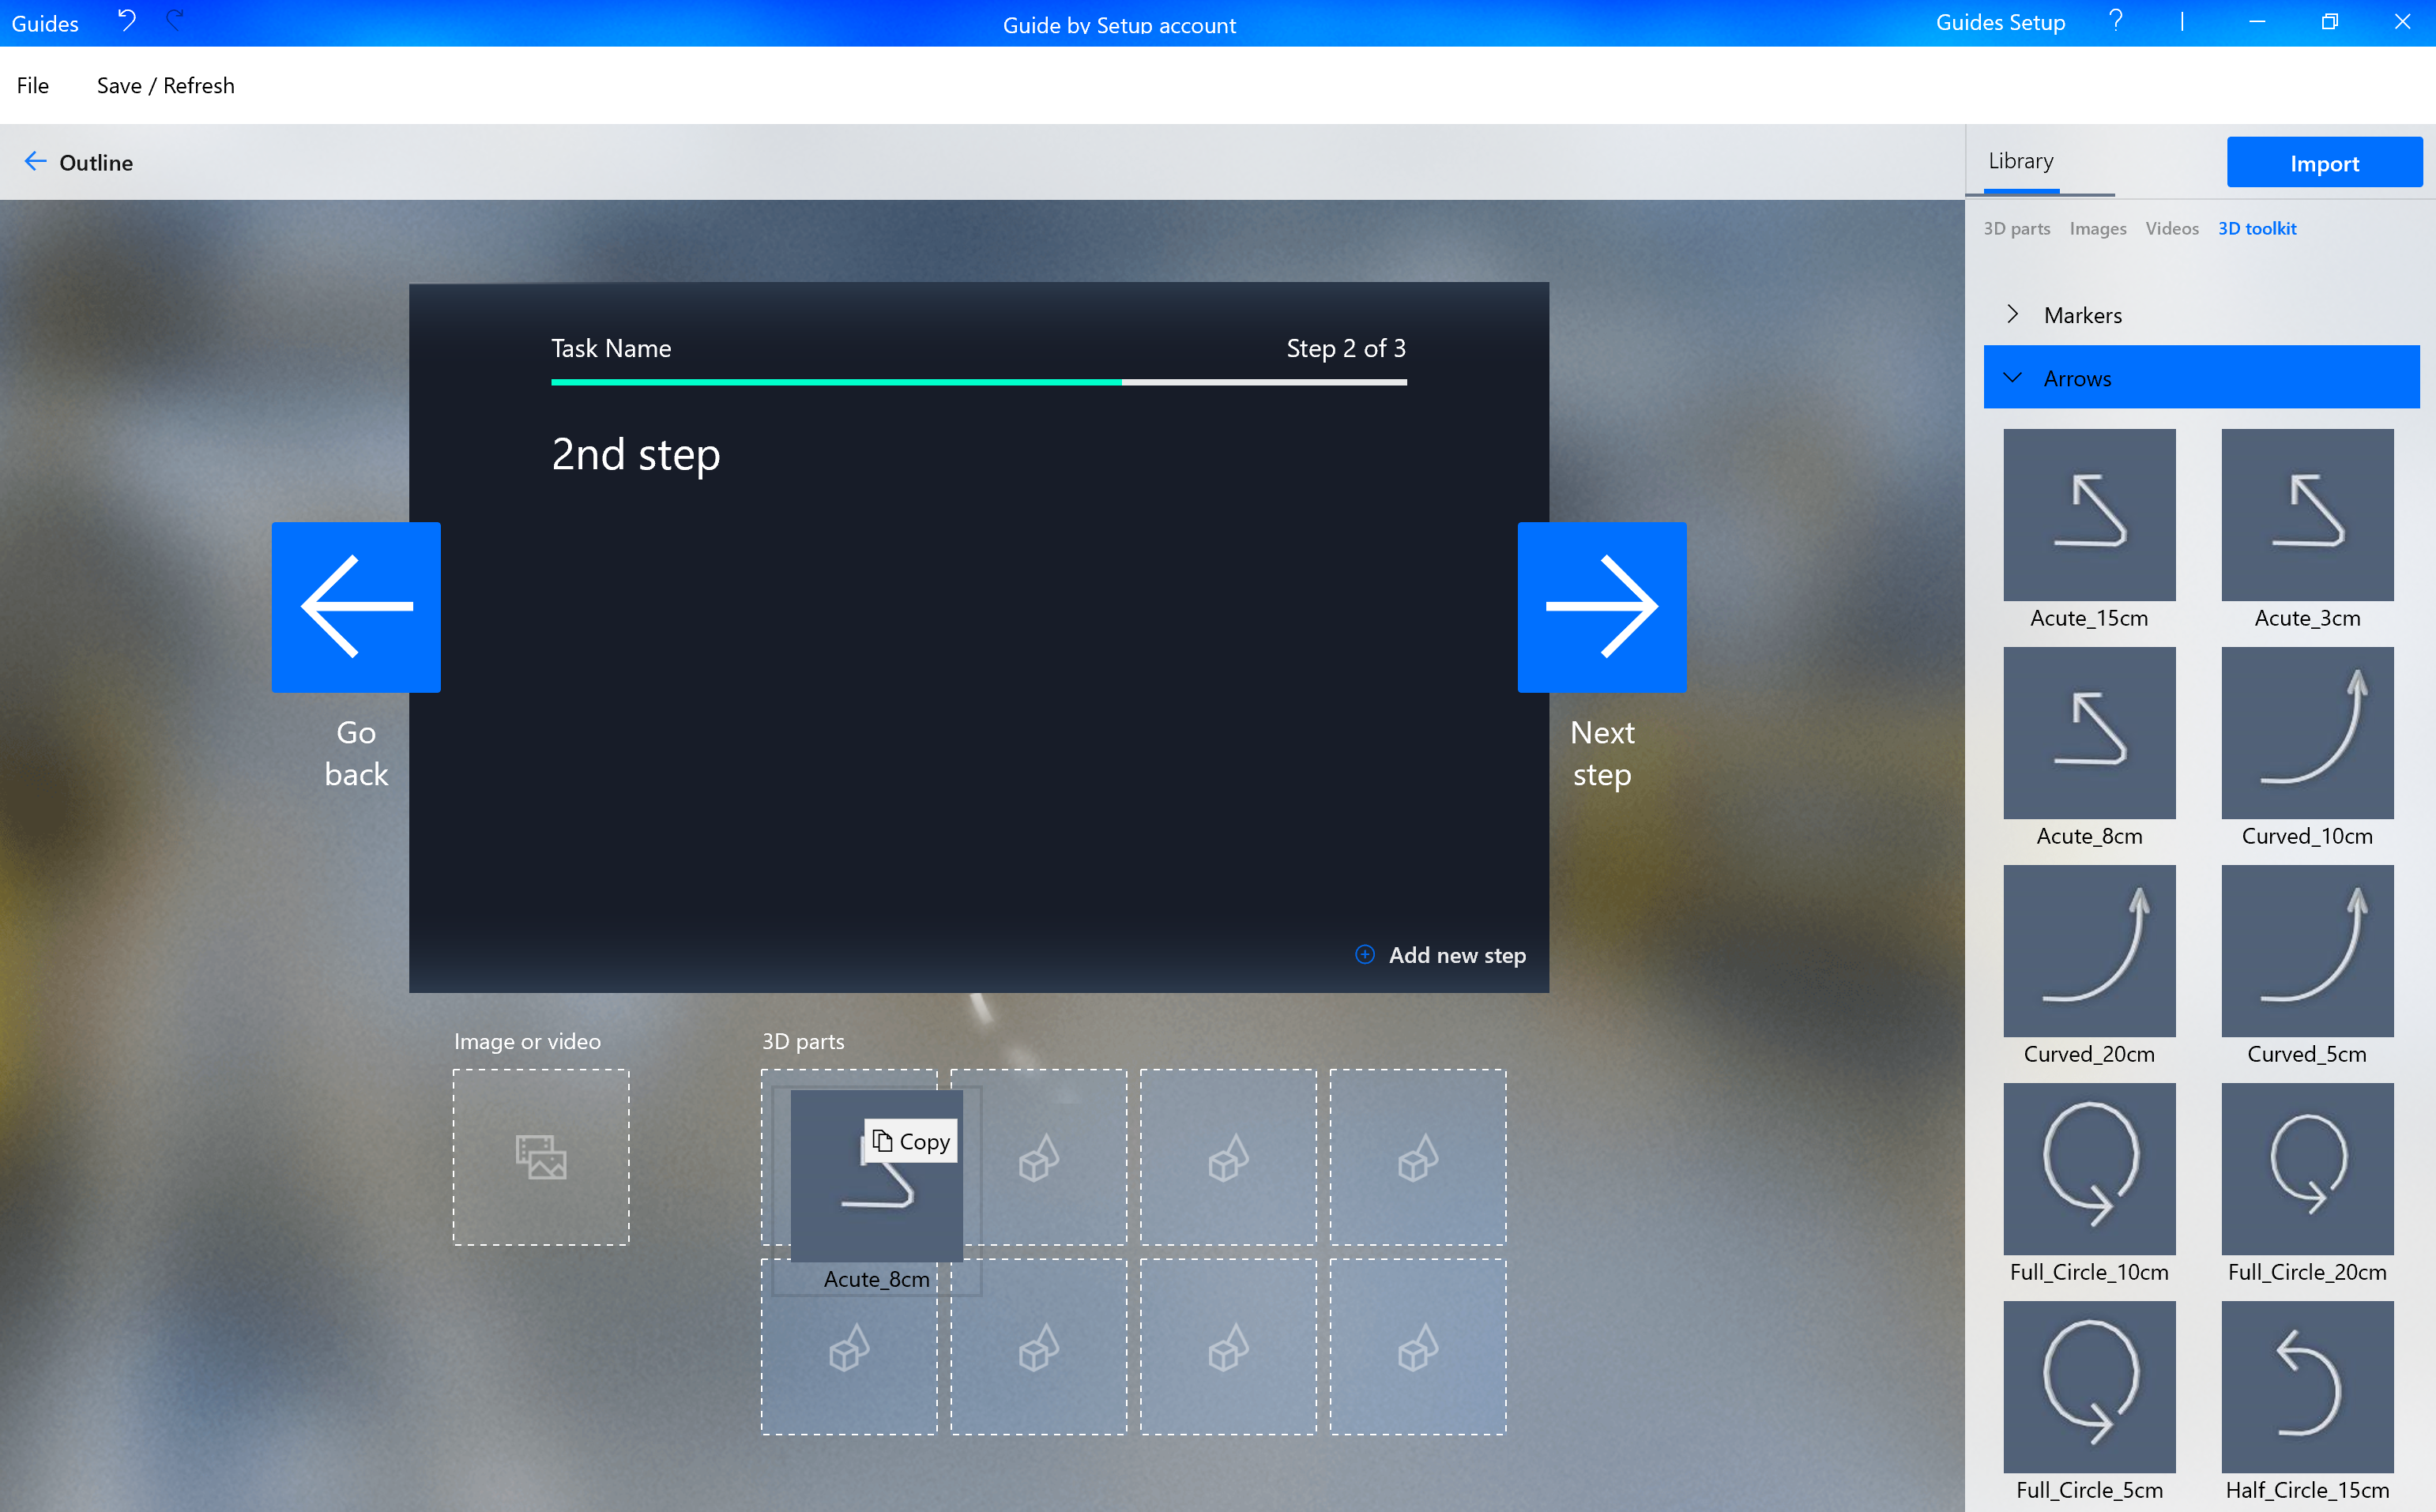 Guides
Guide by Setup account
Guides Setup
File
Save / Refresh
Outline
Library
Import
3D parts
Images
Videos
3D toolkit
Markers
Arrows
Task Name
Step 2 of 3
2nd step
Go
back
Next
step
Add new step
Image or video
3D parts
Copy
Acute_8cm
Acute_15cm
Acute_3cm
Acute_8cm
Curved_10cm
Curved_20cm
Curved_5cm
Full_Circle_10cm
Full_Circle_20cm
Full_Circle_5cm
Half_Circle_15cm